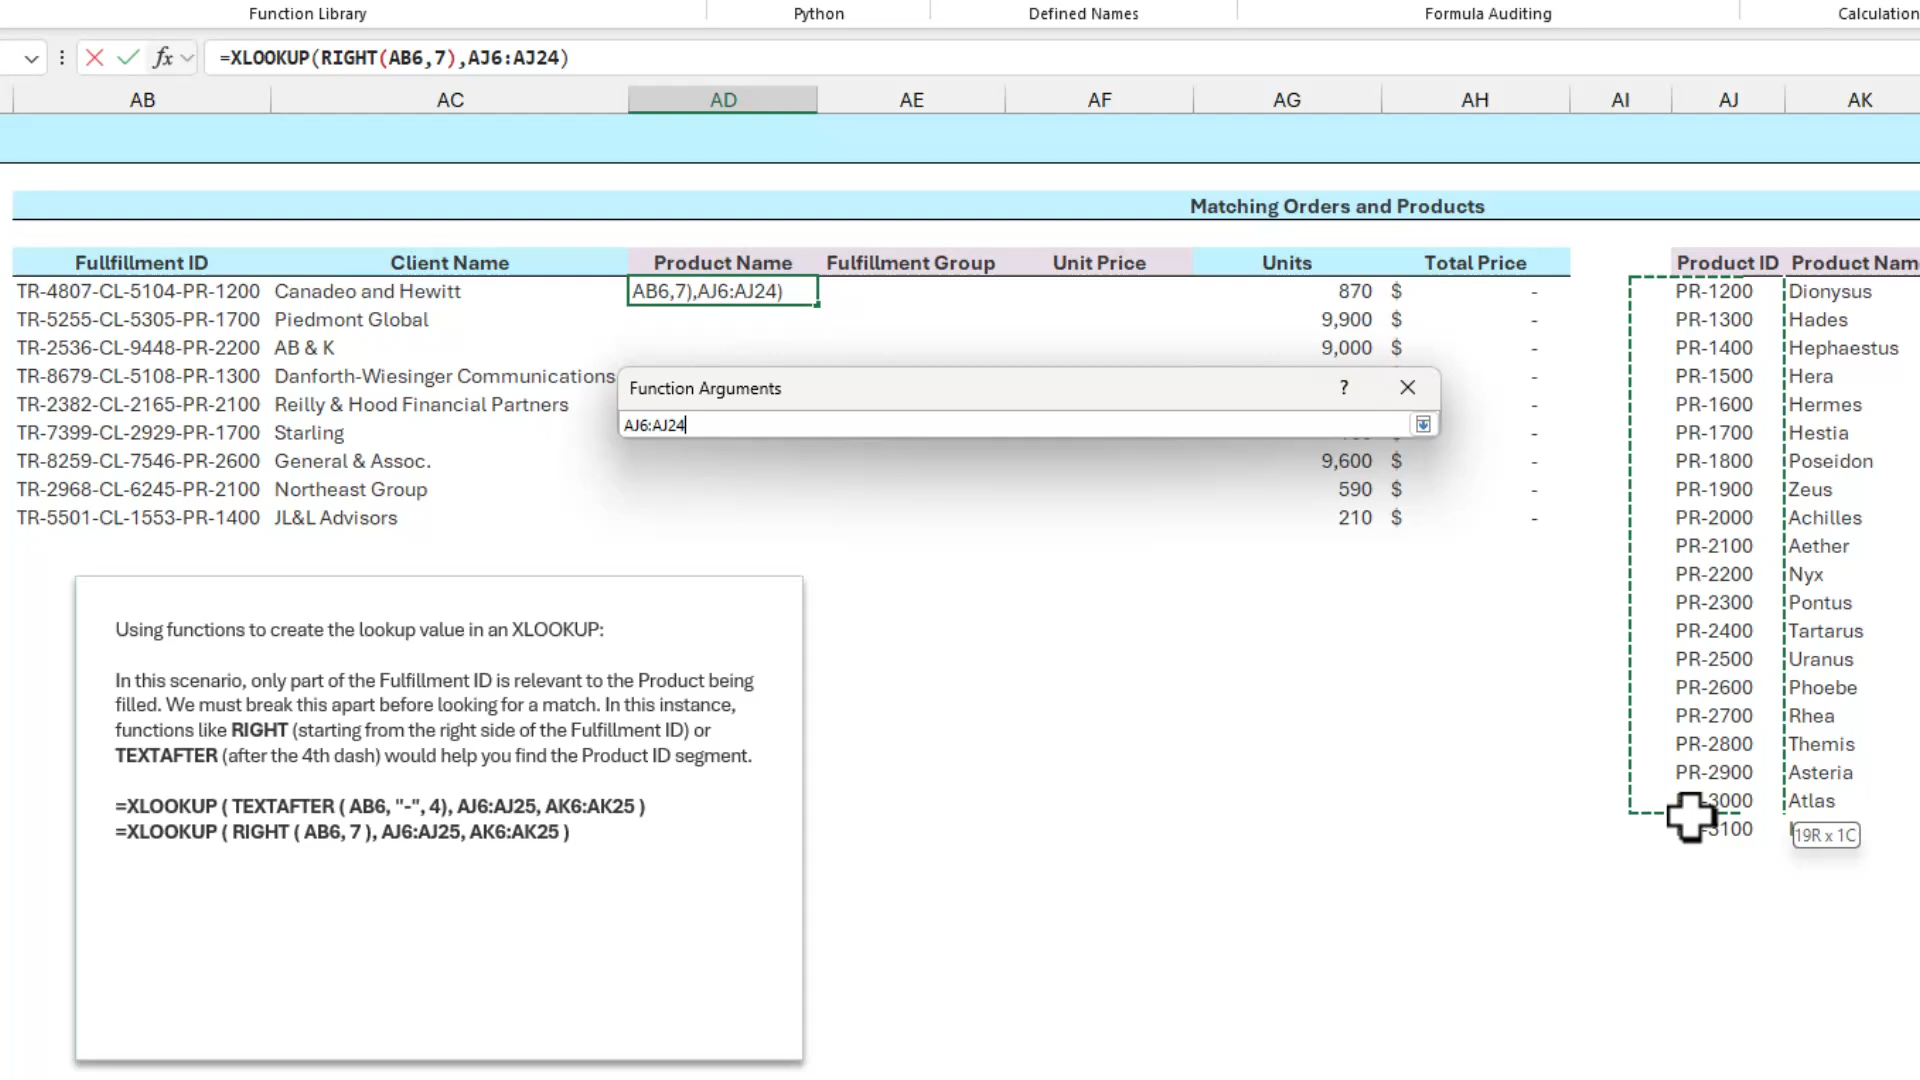 Function Library Python Defined Names Formula Auditing Calculation
fx =XLOOKUP(RIGHT(AB6,7),AJ6:AJ24)
AB AC AD AE AF AG AH AI AJ AK
Matching Orders and Products
Fullfillment ID Client Name Product Name Fulfillment Group Unit Price Units Total Price Product ID Product Nam
TR-4807-CL-5104-PR-1200 Canadeo and Hewitt AB6,7),AJ6:AJ24) 870 $ - PR-1200 Dionysus
TR-5255-CL-5305-PR-1700 Piedmont Global 9,900 $ - PR-1300 Hades
TR-2536-CL-9448-PR-2200 AB & K 9,000 $ - PR-1400 Hephaestus
TR-8679-CL-5108-PR-1300 Danforth-Wiesinger Communications - PR-1500 Hera
Function Arguments ?
TR-2382-CL-2165-PR-2100 Reilly & Hood Financial Partners - PR-1600 Hermes
AJ6:AJ24
TR-7399-CL-2929-PR-1700 Starling $ - PR-1700 Hestia
TR-8259-CL-7546-PR-2600 General & Assoc. 9,600 $ - PR-1800 Poseidon
TR-2968-CL-6245-PR-2100 Northeast Group 590 $ - PR-1900 Zeus
TR-5501-CL-1553-PR-1400 JL&L Advisors 210 $ - PR-2000 Achilles
PR-2100 Aether
PR-2200 Nyx
PR-2300 Pontus
PR-2400 Tartarus
PR-2500 Uranus
PR-2600 Phoebe
PR-2700 Rhea
PR-2800 Themis
PR-2900 Asteria
3000 Atlas
3100
19R x 1C
Using functions to create the lookup value in an XLOOKUP:
In this scenario, only part of the Fulfillment ID is relevant to the Product being
filled. We must break this apart before looking for a match. In this instance,
functions like RIGHT (starting from the right side of the Fulfillment ID) or
TEXTAFTER (after the 4th dash) would help you find the Product ID segment.
=XLOOKUP ( TEXTAFTER ( AB6, "-", 4), AJ6:AJ25, AK6:AK25 )
=XLOOKUP ( RIGHT ( AB6, 7 ), AJ6:AJ25, AK6:AK25 )